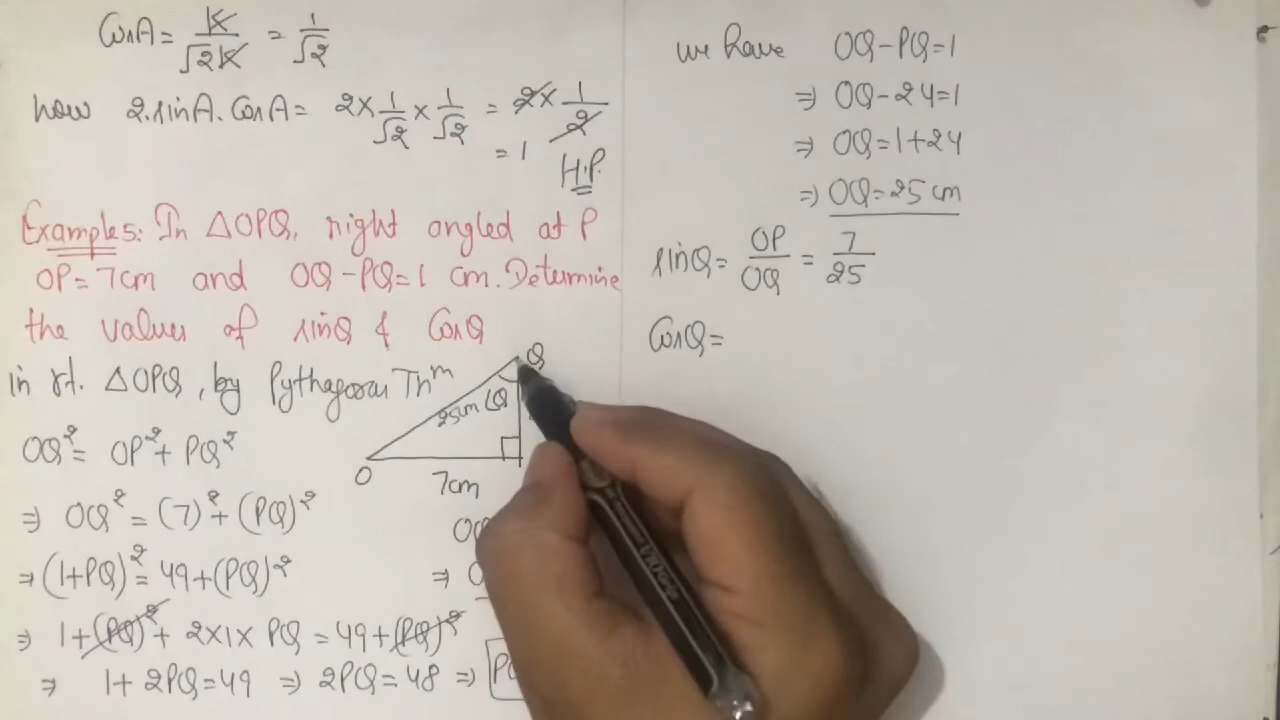 CosA = K/√2K = 1/√2
now 2.sinA.CosA = 2×1/√2×1/√2 = 2×1/2
= 1 H.P.
Example 5: In △OPQ, right angled at P
OP=7cm and OQ-PQ=1 cm. Determine
the values of sinQ & CosQ
in rt. △OPQ, by Pythagoras Thm
OQ²= OP²+ PQ²
⇒ OQ² = (7)²+(PQ)²
⇒(1+PQ)²=49+(PQ)²
⇒ 1+(PQ)²+ 2×1×PQ=49+(PQ)²
⇒ 1+2PQ=49 ⇒ 2PQ=48 ⇒
Q
25cm ∠Q
O
7cm
we have OQ-PQ=1
⇒ OQ-24=1
⇒ OQ=1+24
⇒ OQ=25 cm
sinQ= OP/OQ = 7/25
CosQ=